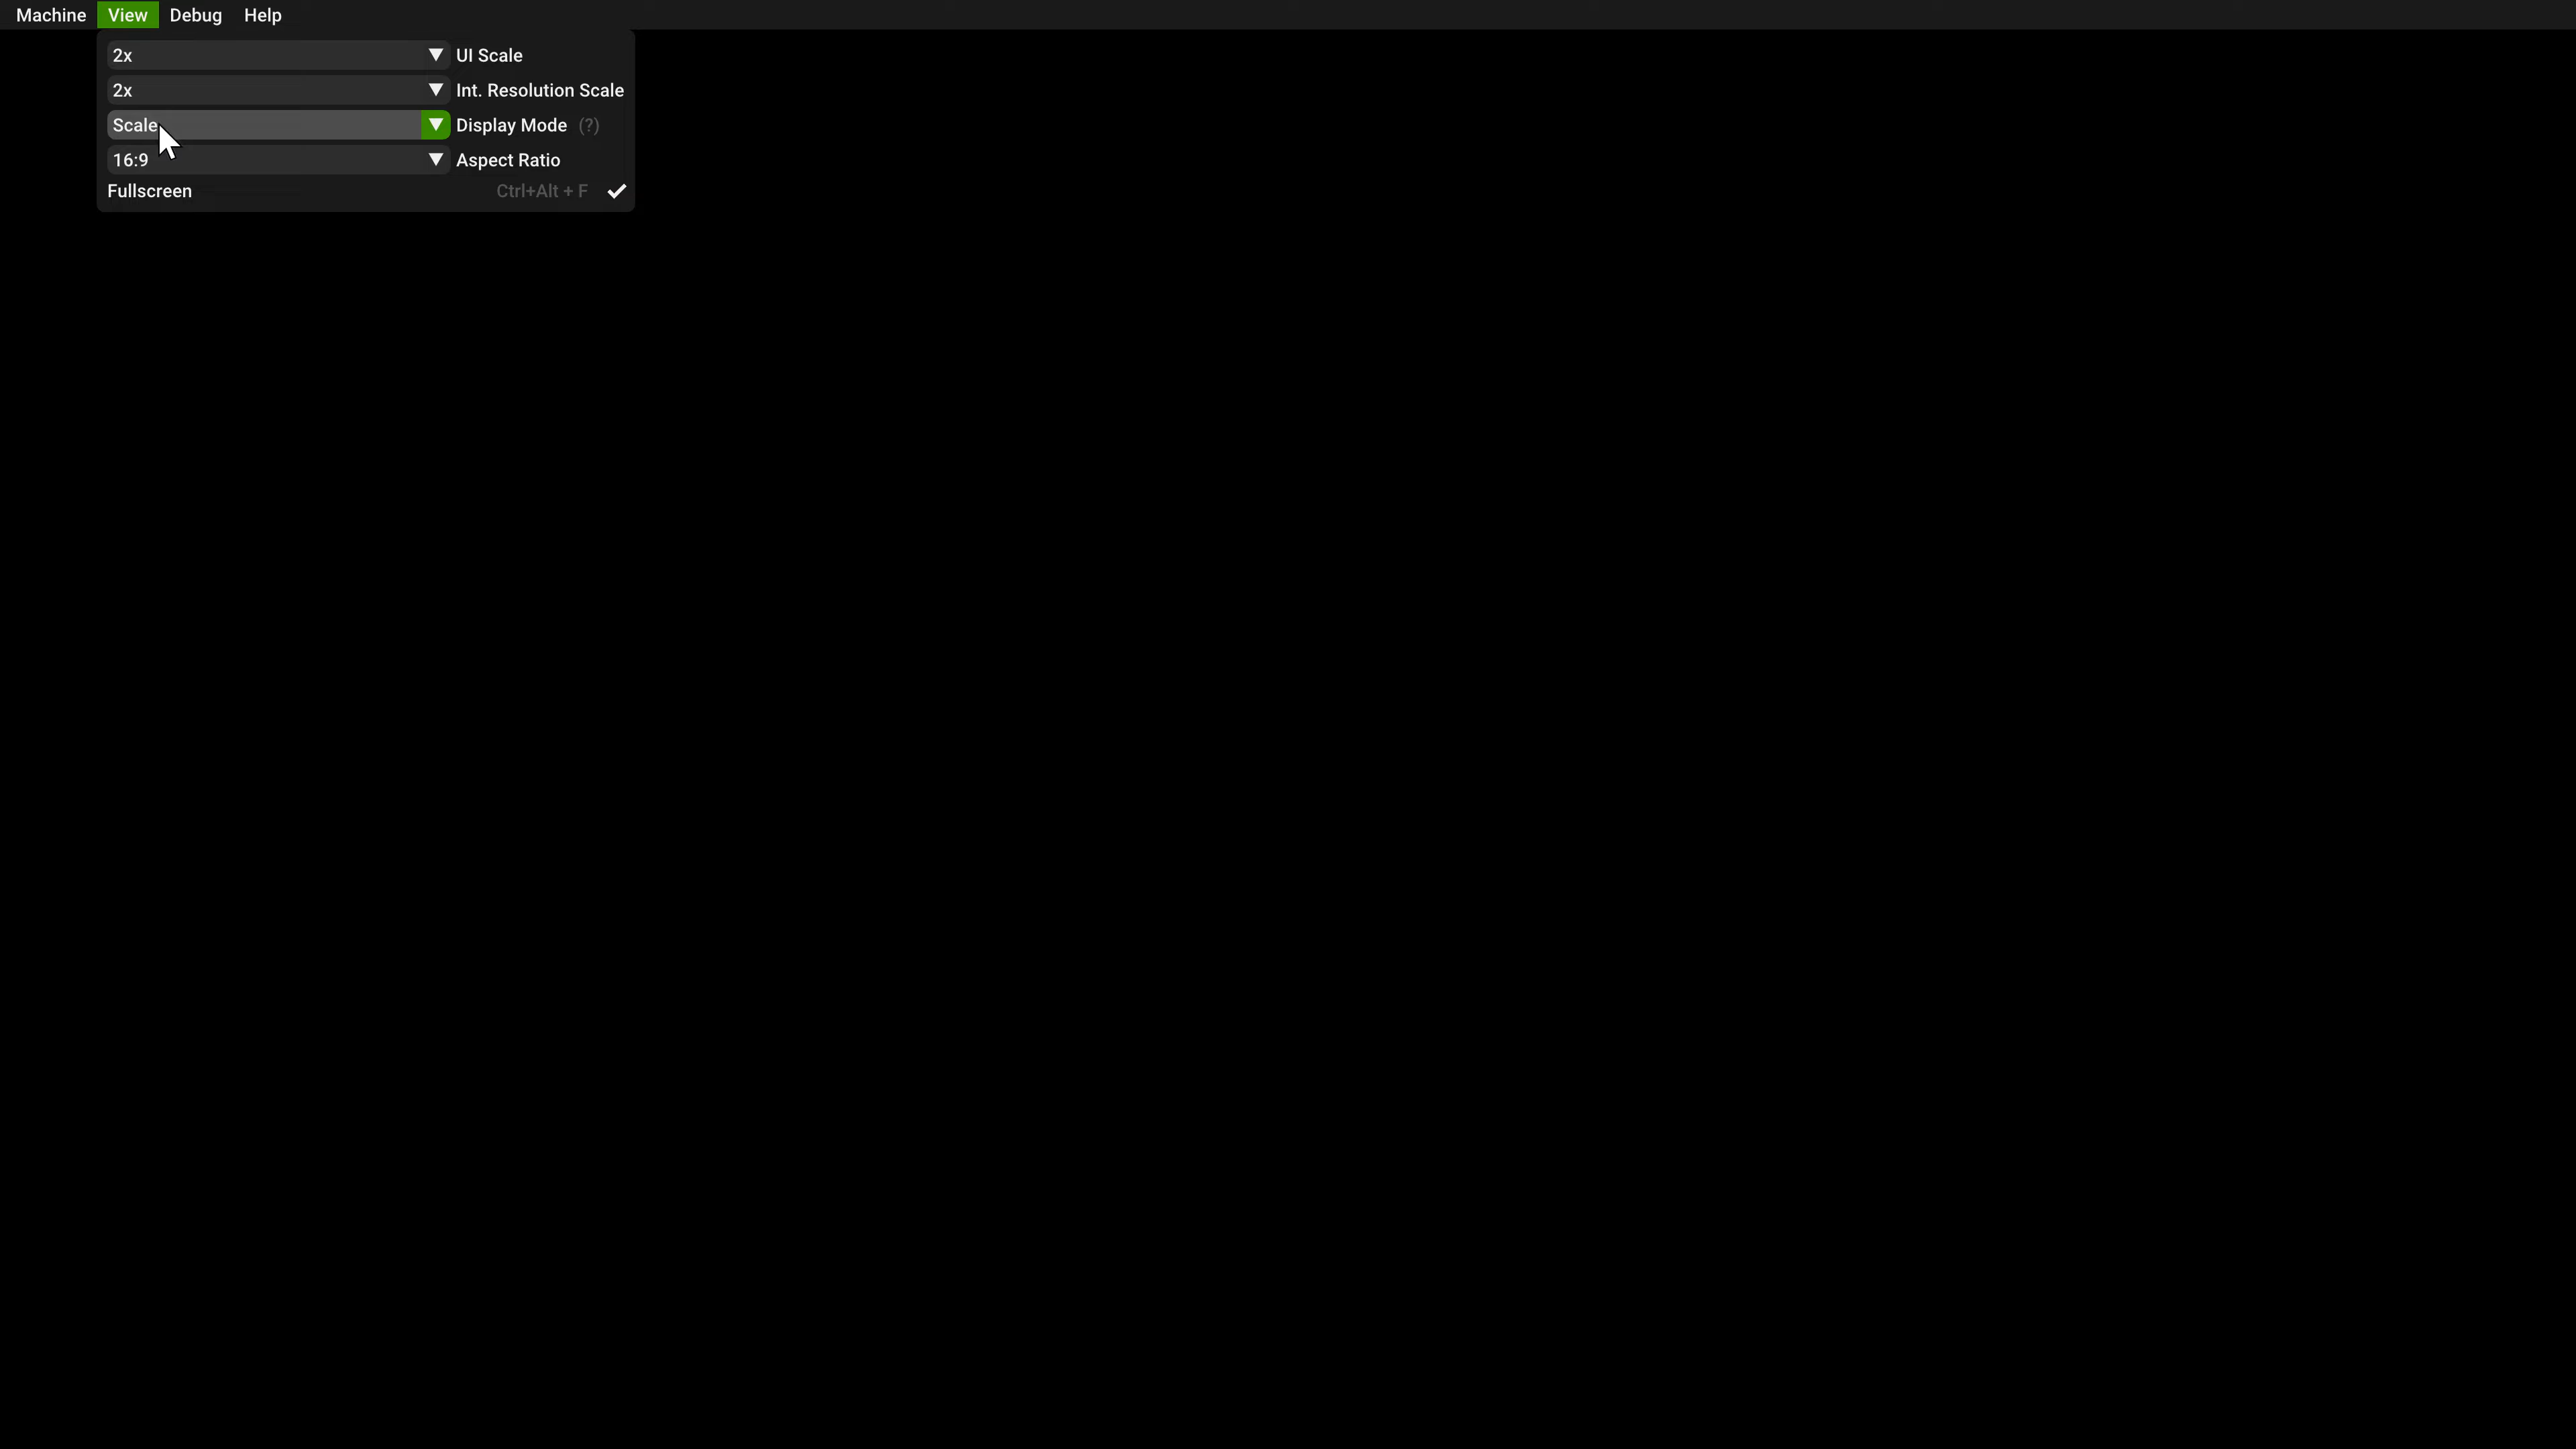 Machine View Debug Help
2x UI Scale
2x Int. Resolution Scale
Scale Display Mode (?)
16:9 Aspect Ratio
Fullscreen Ctrl+Alt + F